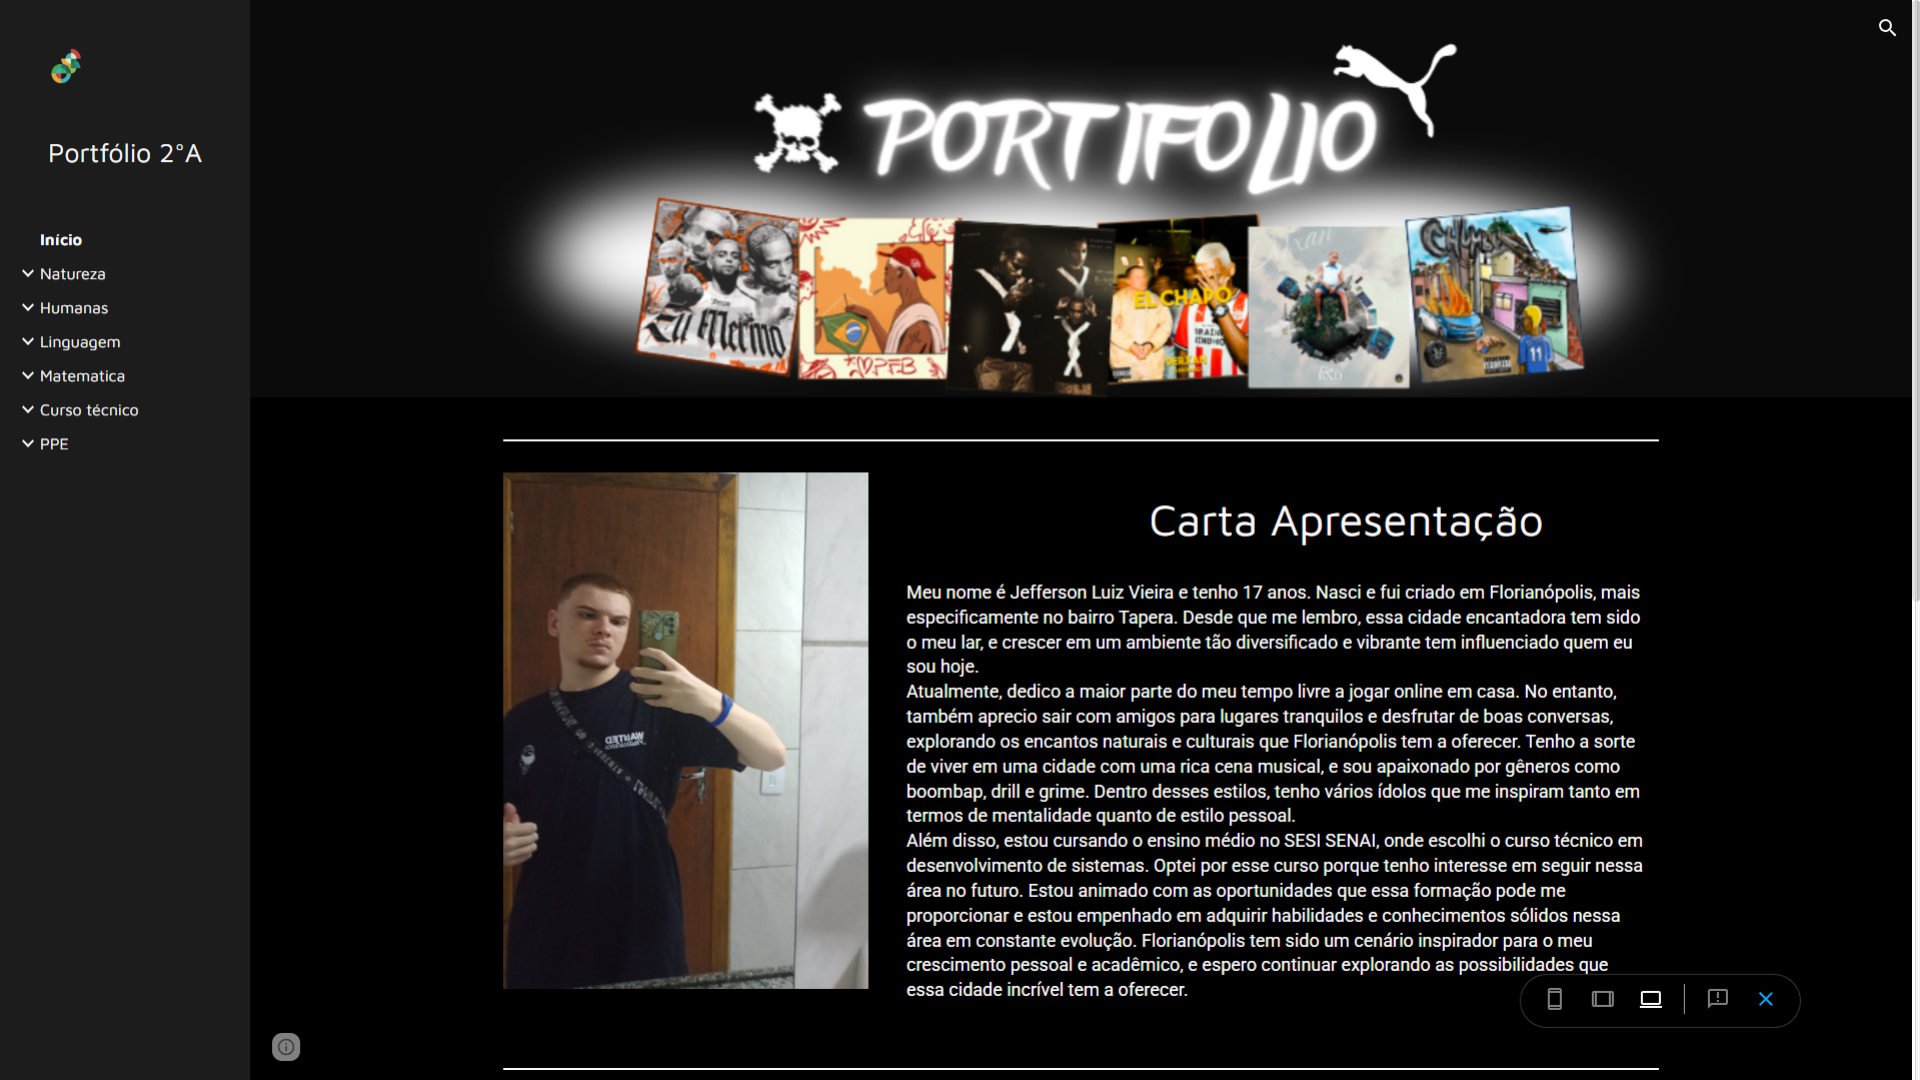 Portfólio 2°A
Início
Natureza
Humanas
Linguagem
Matematica
Curso técnico
PPE
PORTIFOLIO
Eu Mermo
PFB
EL CHAPO
11
Carta Apresentação
Meu nome é Jefferson Luiz Vieira e tenho 17 anos. Nasci e fui criado em Florianópolis, mais
especificamente no bairro Tapera. Desde que me lembro, essa cidade encantadora tem sido
o meu lar, e crescer em um ambiente tão diversificado e vibrante tem influenciado quem eu
sou hoje.
Atualmente, dedico a maior parte do meu tempo livre a jogar online em casa. No entanto,
também aprecio sair com amigos para lugares tranquilos e desfrutar de boas conversas,
explorando os encantos naturais e culturais que Florianópolis tem a oferecer. Tenho a sorte
de viver em uma cidade com uma rica cena musical, e sou apaixonado por gêneros como
boombap, drill e grime. Dentro desses estilos, tenho vários ídolos que me inspiram tanto em
termos de mentalidade quanto de estilo pessoal.
Além disso, estou cursando o ensino médio no SESI SENAI, onde escolhi o curso técnico em
desenvolvimento de sistemas. Optei por esse curso porque tenho interesse em seguir nessa
área no futuro. Estou animado com as oportunidades que essa formação pode me
proporcionar e estou empenhado em adquirir habilidades e conhecimentos sólidos nessa
área em constante evolução. Florianópolis tem sido um cenário inspirador para o meu
crescimento pessoal e acadêmico, e espero continuar explorando as possibilidades que
essa cidade incrível tem a oferecer.
WANTED